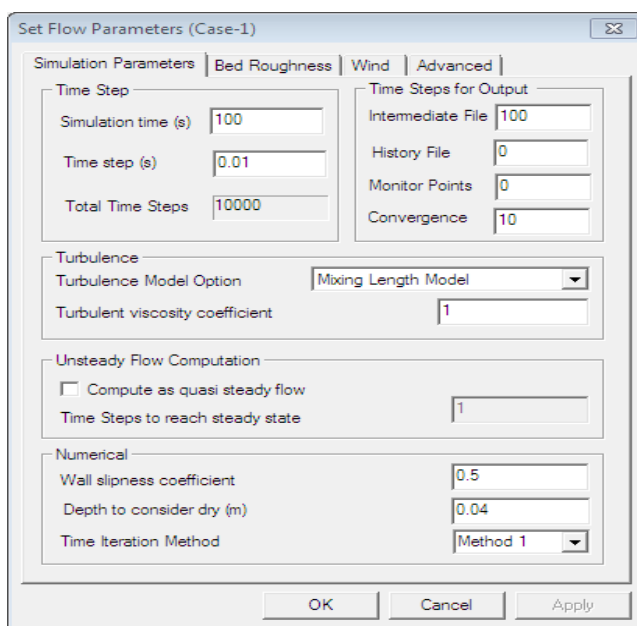 Set Flow Parameters (Case-1)
Simulation Parameters Bed Roughness Wind Advanced
Time Step
Simulation time (s) 100
Time step (s) 0.01
Total Time Steps 10000
Time Steps for Output
Intermediate File 100
History File 0
Monitor Points 0
Convergence 10
Turbulence
Turbulence Model Option Mixing Length Model
Turbulent viscosity coefficient 1
Unsteady Flow Computation
Compute as quasi steady flow
Time Steps to reach steady state 1
Numerical
Wall slipness coefficient 0.5
Depth to consider dry (m) 0.04
Time Iteration Method Method 1
OK Cancel Apply